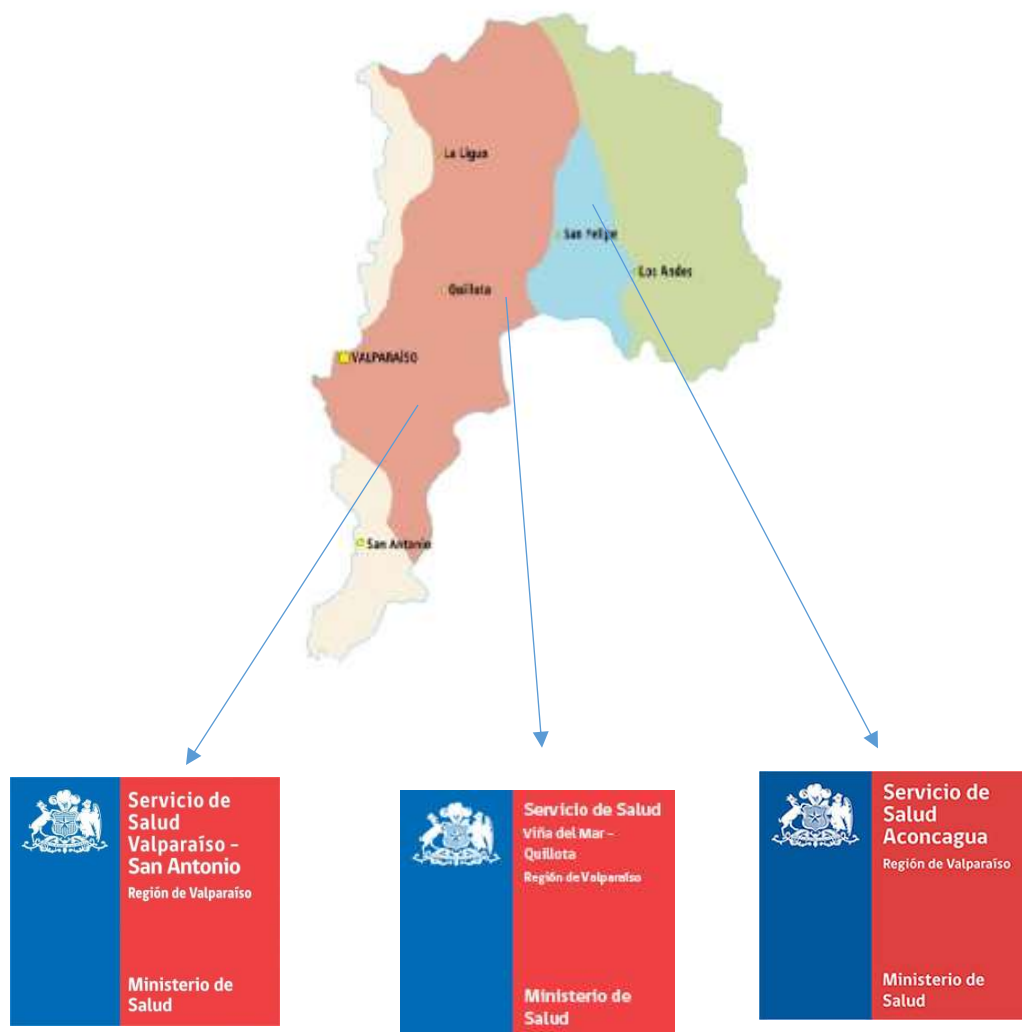 La Ligua
San Felipe
Los Andes
Quillota
VALPARAÍSO
San Antonio
Servicio de
Salud
Valparaíso –
San Antonio
Región de Valparaíso
Ministerio de
Salud
Servicio de Salud
Viña del Mar –
Quillota
Región de Valparaíso
Ministerio de
Salud
Servicio de
Salud
Aconcagua
Región de Valparaíso
Ministerio de
Salud